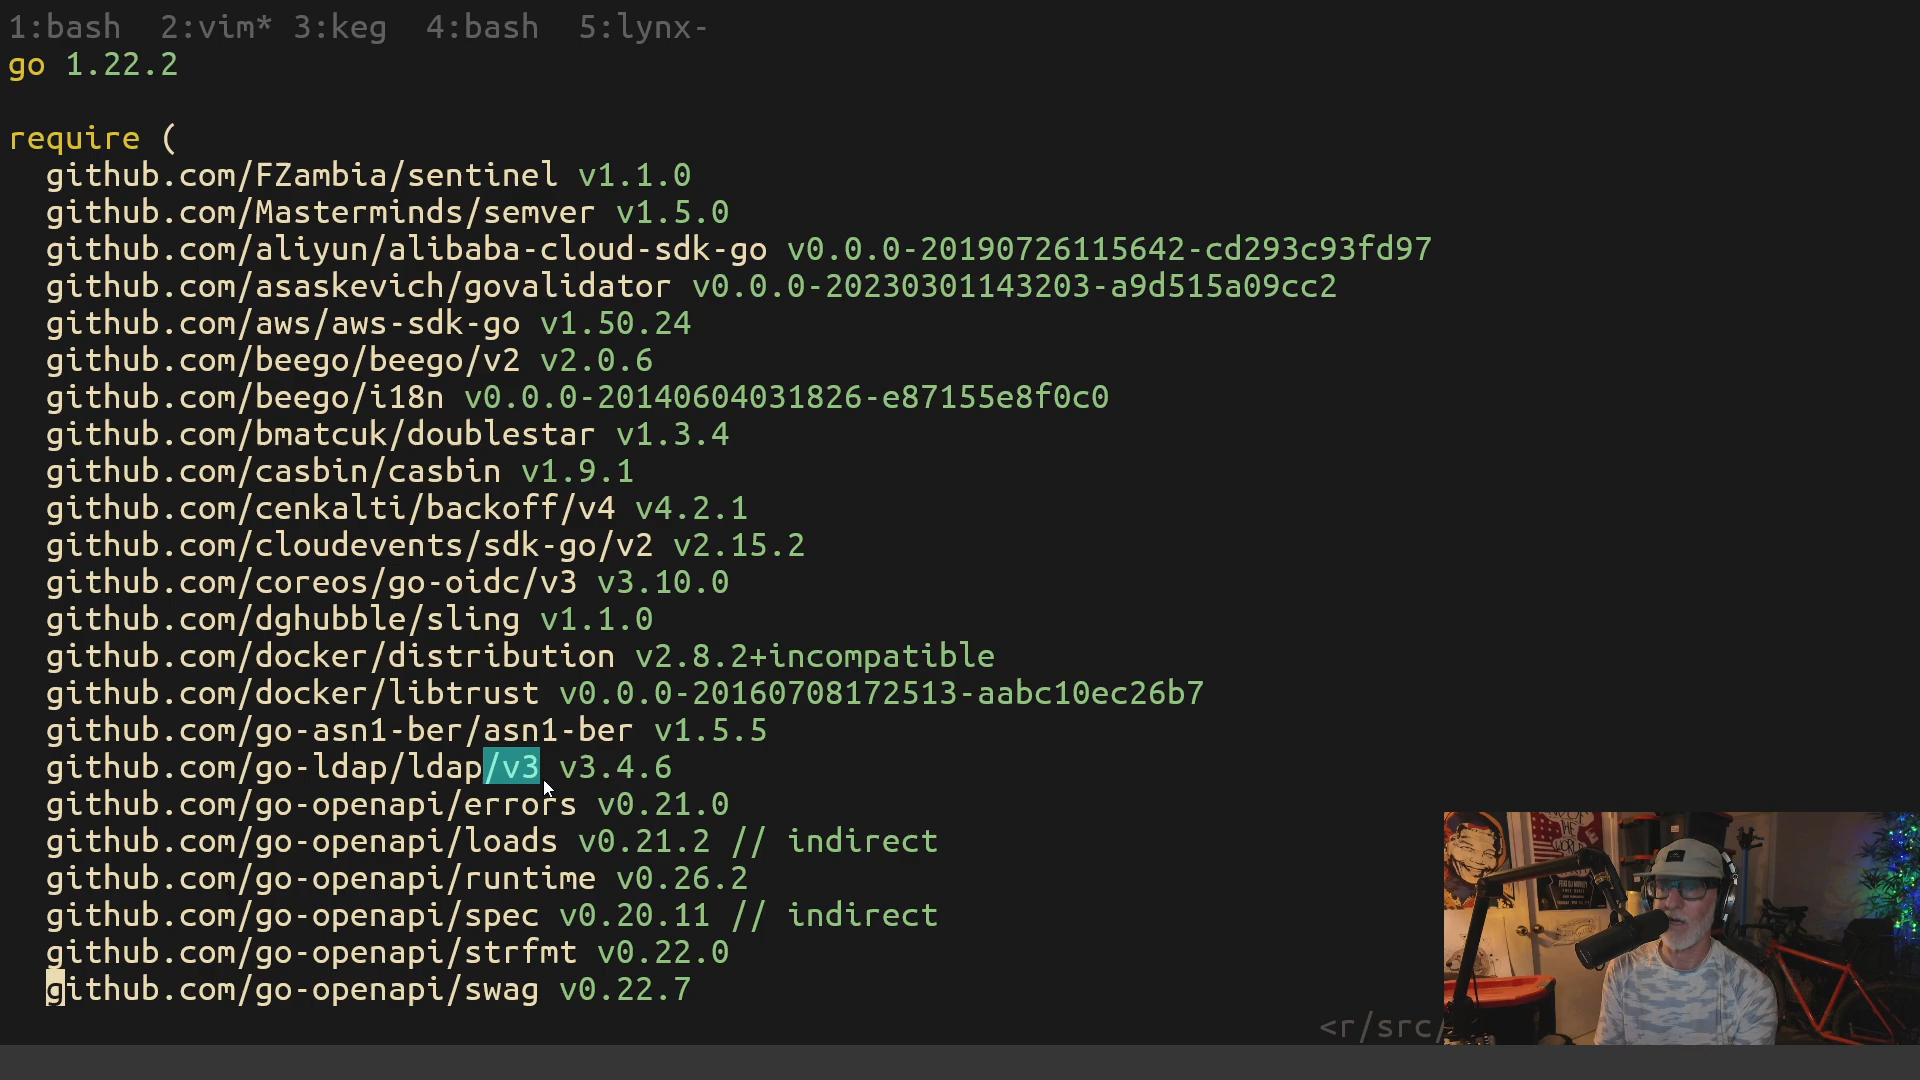 1:bash  2:vim* 3:keg  4:bash  5:lynx-
go 1.22.2
require (
github.com/FZambia/sentinel v1.1.0
github.com/Masterminds/semver v1.5.0
github.com/aliyun/alibaba-cloud-sdk-go v0.0.0-20190726115642-cd293c93fd97
github.com/asaskevich/govalidator v0.0.0-20230301143203-a9d515a09cc2
github.com/aws/aws-sdk-go v1.50.24
github.com/beego/beego/v2 v2.0.6
github.com/beego/i18n v0.0.0-20140604031826-e87155e8f0c0
github.com/bmatcuk/doublestar v1.3.4
github.com/casbin/casbin v1.9.1
github.com/cenkalti/backoff/v4 v4.2.1
github.com/cloudevents/sdk-go/v2 v2.15.2
github.com/coreos/go-oidc/v3 v3.10.0
github.com/dghubble/sling v1.1.0
github.com/docker/distribution v2.8.2+incompatible
github.com/docker/libtrust v0.0.0-20160708172513-aabc10ec26b7
github.com/go-asn1-ber/asn1-ber v1.5.5
github.com/go-ldap/ldap/v3 v3.4.6
github.com/go-openapi/errors v0.21.0
github.com/go-openapi/loads v0.21.2 // indirect
github.com/go-openapi/runtime v0.26.2
github.com/go-openapi/spec v0.20.11 // indirect
github.com/go-openapi/strfmt v0.22.0
github.com/go-openapi/swag v0.22.7
<r/src/